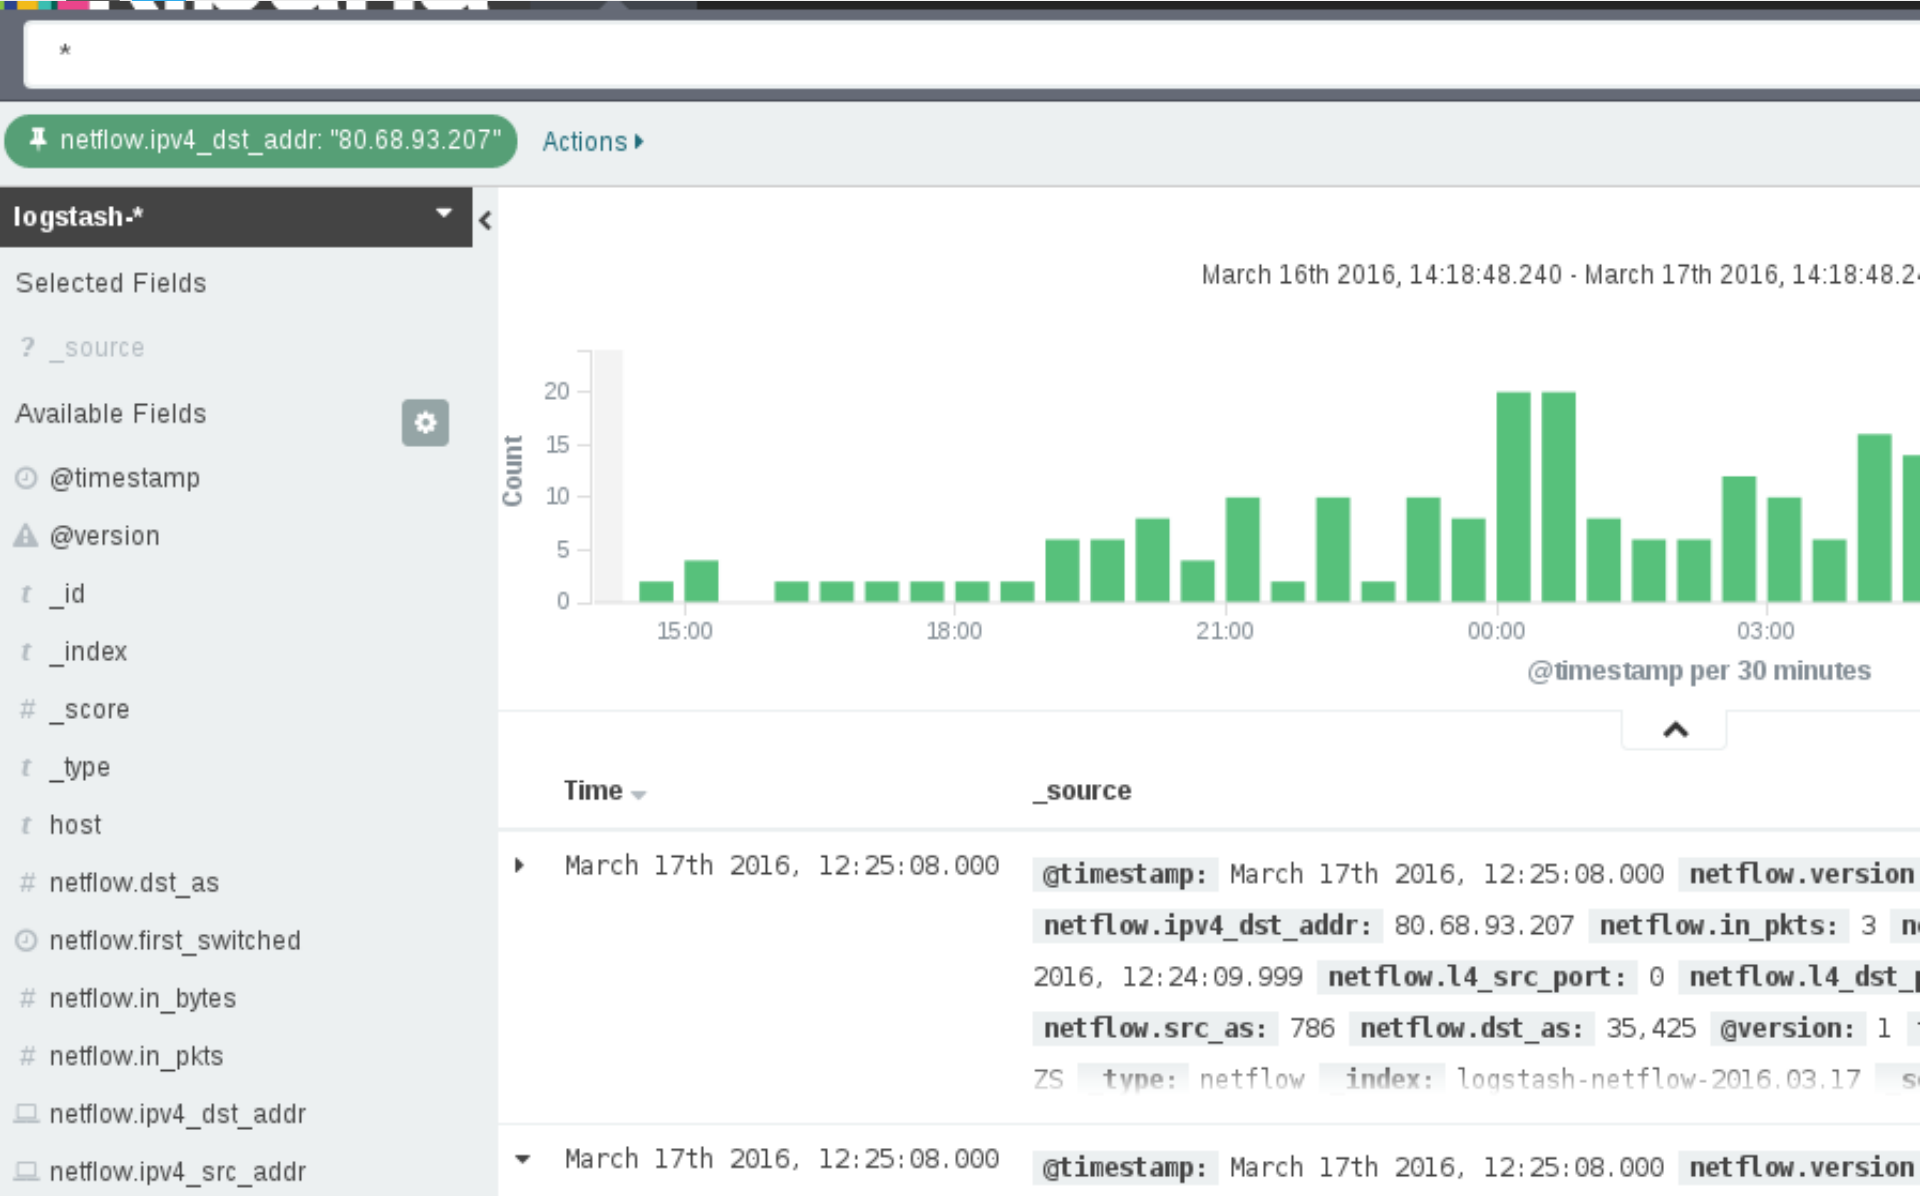 *
netflow.ipv4_dst_addr: "80.68.93.207" Actions
logstash-*
Selected Fields
? _source
Available Fields
@timestamp
@version
t _id
t _index
# _score
t _type
t host
# netflow.dst_as
netflow.first_switched
# netflow.in_bytes
# netflow.in_pkts
netflow.ipv4_dst_addr
netflow.ipv4_src_addr
March 16th 2016, 14:18:48.240 - March 17th 2016, 14:18:48.2
Count
20
15
10
5
0
15:00 18:00 21:00 00:00 03:00
@timestamp per 30 minutes
Time _source
March 17th 2016, 12:25:08.000 @timestamp: March 17th 2016, 12:25:08.000 netflow.version
netflow.ipv4_dst_addr: 80.68.93.207 netflow.in_pkts: 3
2016, 12:24:09.999 netflow.l4_src_port: 0 netflow.l4_dst_
netflow.src_as: 786 netflow.dst_as: 35,425 @version: 1
ZS _type: netflow _index: logstash-netflow-2016.03.17
March 17th 2016, 12:25:08.000 @timestamp: March 17th 2016, 12:25:08.000 netflow.version